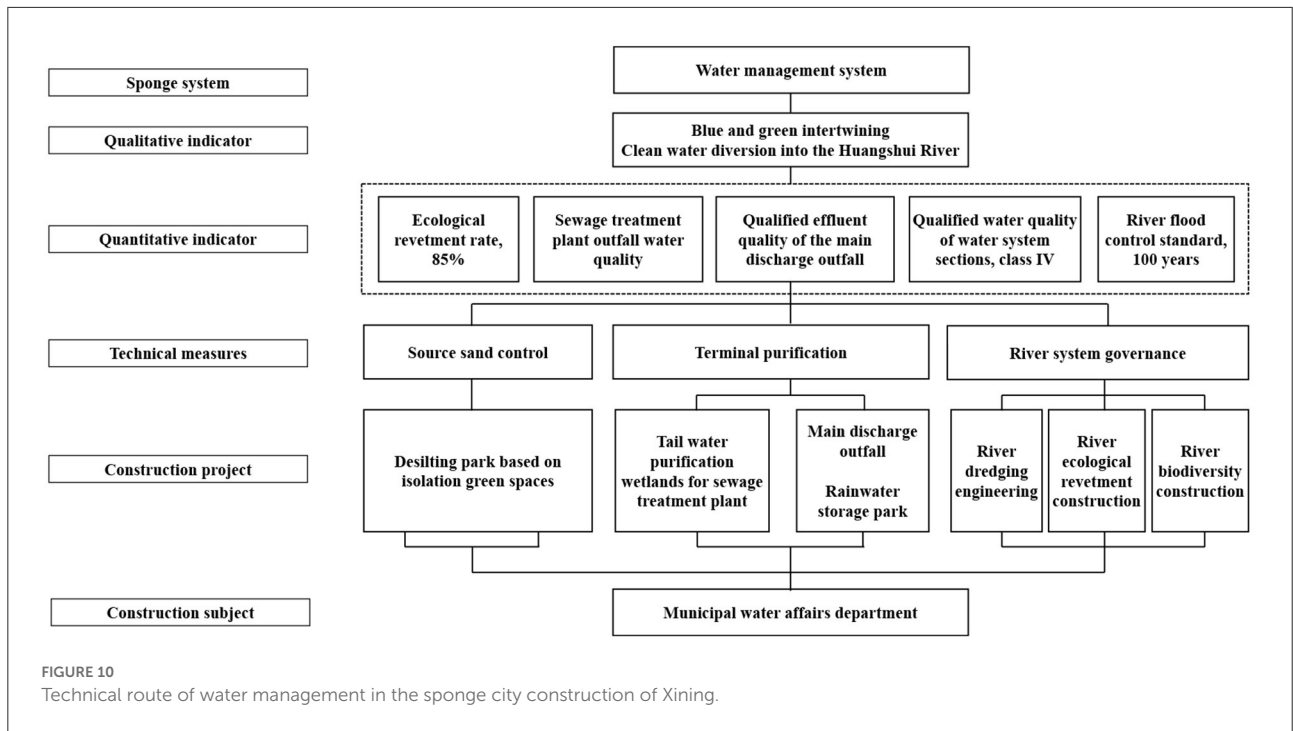 Sponge system
Water management system
Qualitative indicator
Blue and green intertwining
Clean water diversion into the Huangshui River
Quantitative indicator
Ecological
revetment rate,
85%
Sewage treatment
plant outfall water
quality
Qualified effluent
quality of the main
discharge outfall
Qualified water quality
of water system
sections, class IV
River flood
control standard,
100 years
Technical measures
Source sand control
Terminal purification
River system governance
Construction project
Desilting park based on
isolation green spaces
Tail water
purification
wetlands for sewage
treatment plant
Main discharge
outfall
Rainwater
storage park
River
dredging
engineering
River
ecological
revetment
construction
River
biodiversity
construction
Construction subject
Municipal water affairs department
FIGURE 10
Technical route of water management in the sponge city construction of Xining.